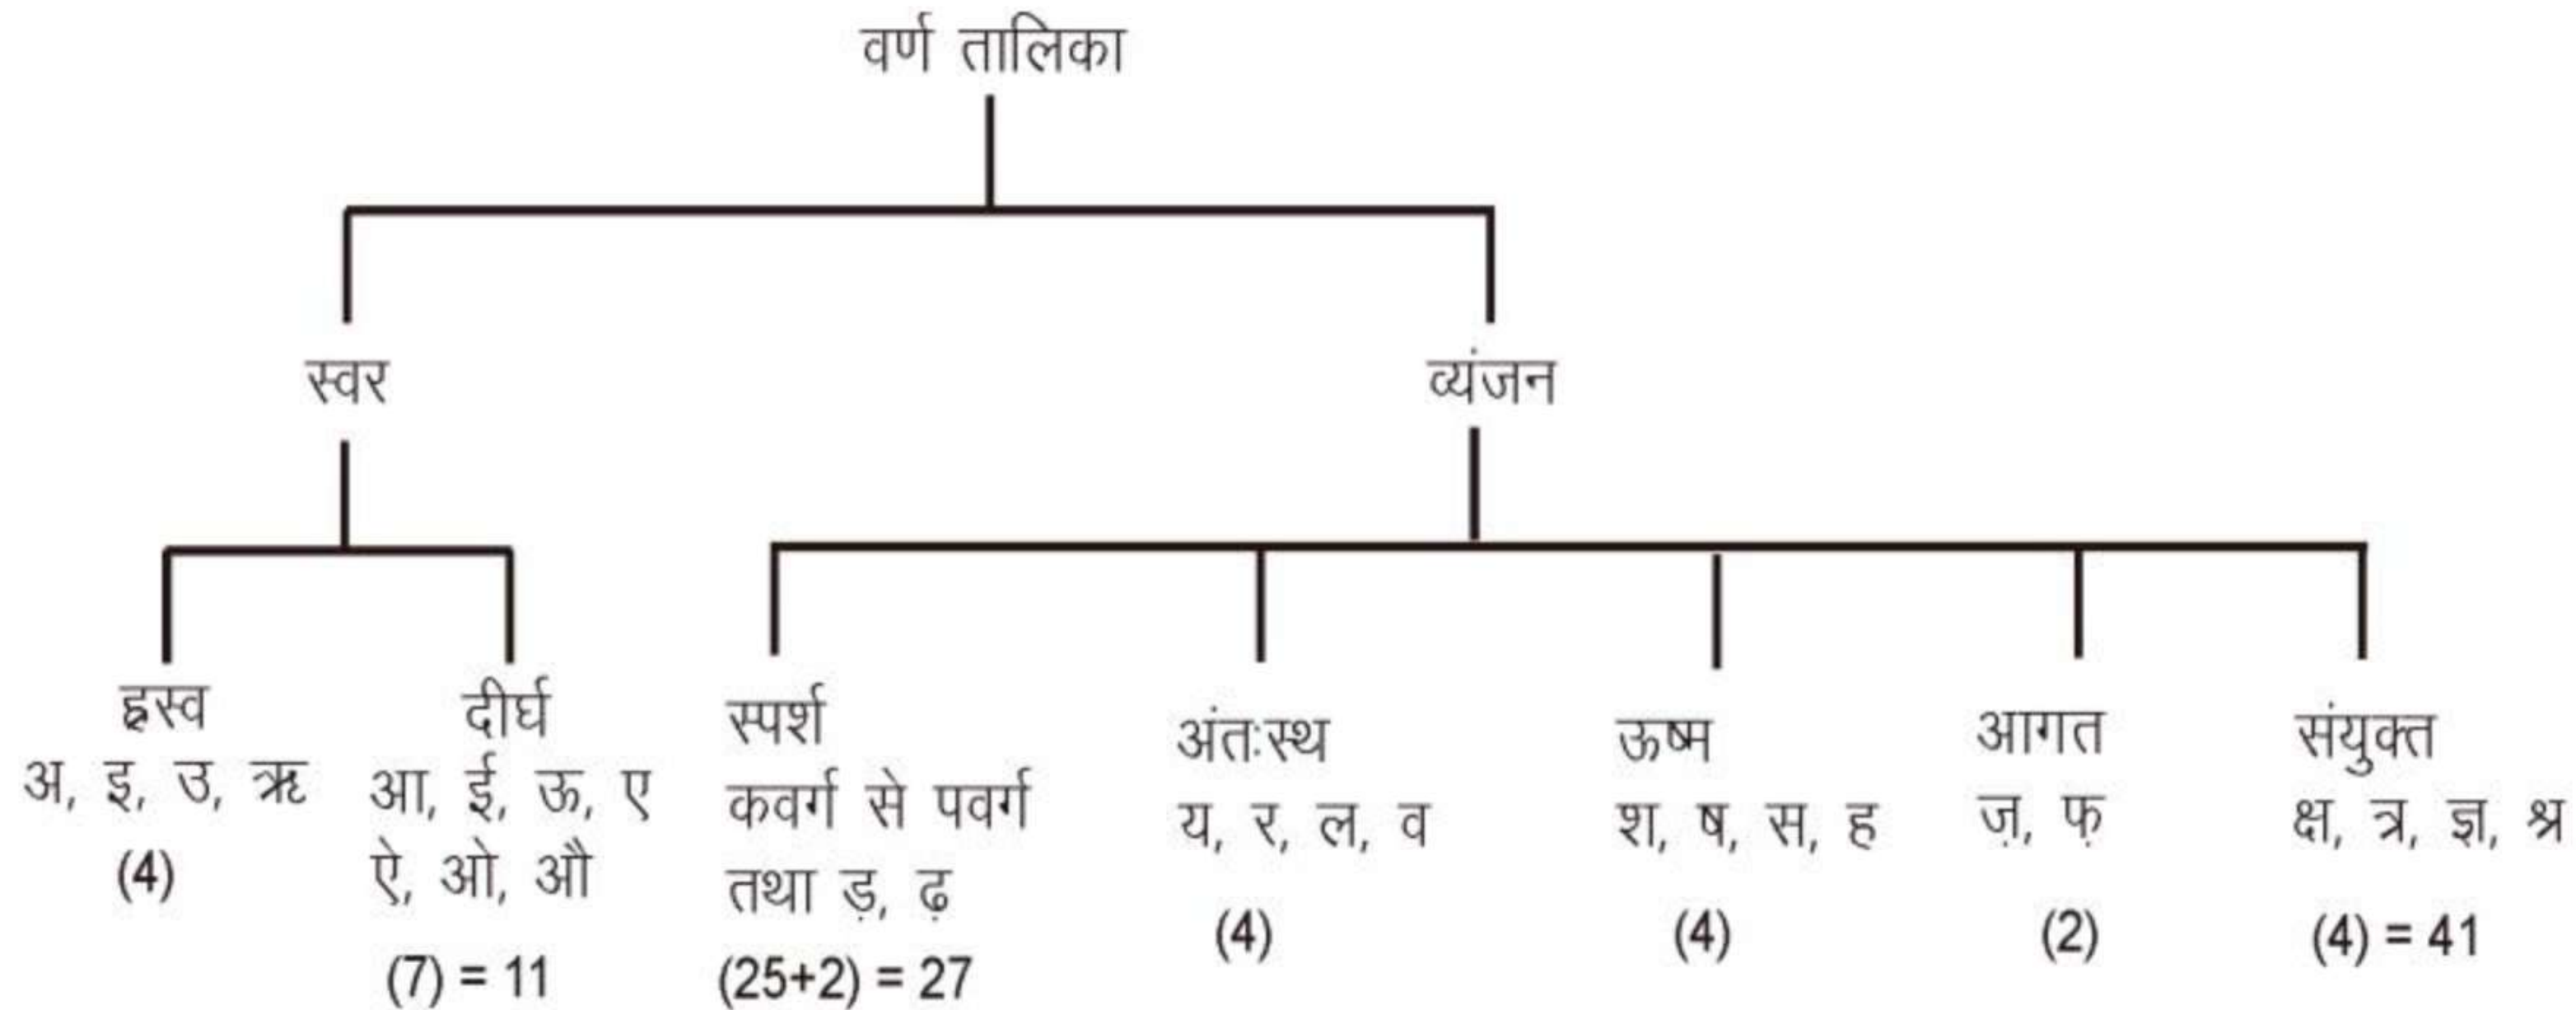 वर्ण तालिका
स्वर
व्यंजन
ह्रस्व
अ, इ, उ, ऋ
(4)
दीर्घ
आ, ई, ऊ, ए
ऐ, ओ, औ
(7) = 11
स्पर्श
कवर्ग से पवर्ग
तथा ड़, ढ़
(25+2) = 27
अंतःस्थ
य, र, ल, व
(4)
ऊष्म
श, ष, स, ह
(4)
आगत
ज़, फ़
(2)
संयुक्त
क्ष, त्र, ज्ञ, श्र
(4) = 41